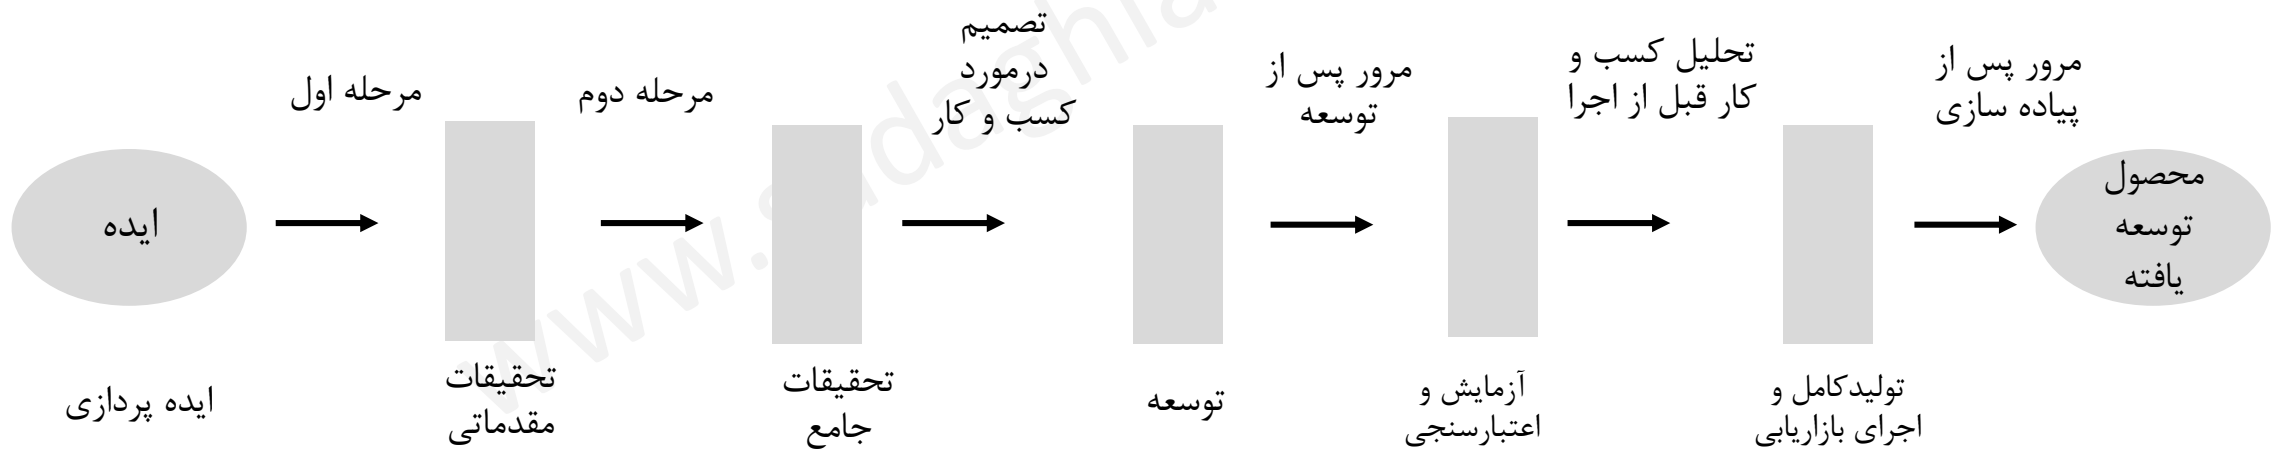 ایده
ایده پردازی
مرحله اول
تحقیقات
مقدماتی
مرحله دوم
تحقیقات
جامع
تصمیم
درمورد
کسب و کار
توسعه
مرور پس از
توسعه
آزمایش و
اعتبارسنجی
تحلیل کسب و
کار قبل از اجرا
تولیدکامل و
اجرای بازاریابی
مرور پس از
پیاده سازی
محصول
توسعه
یافته